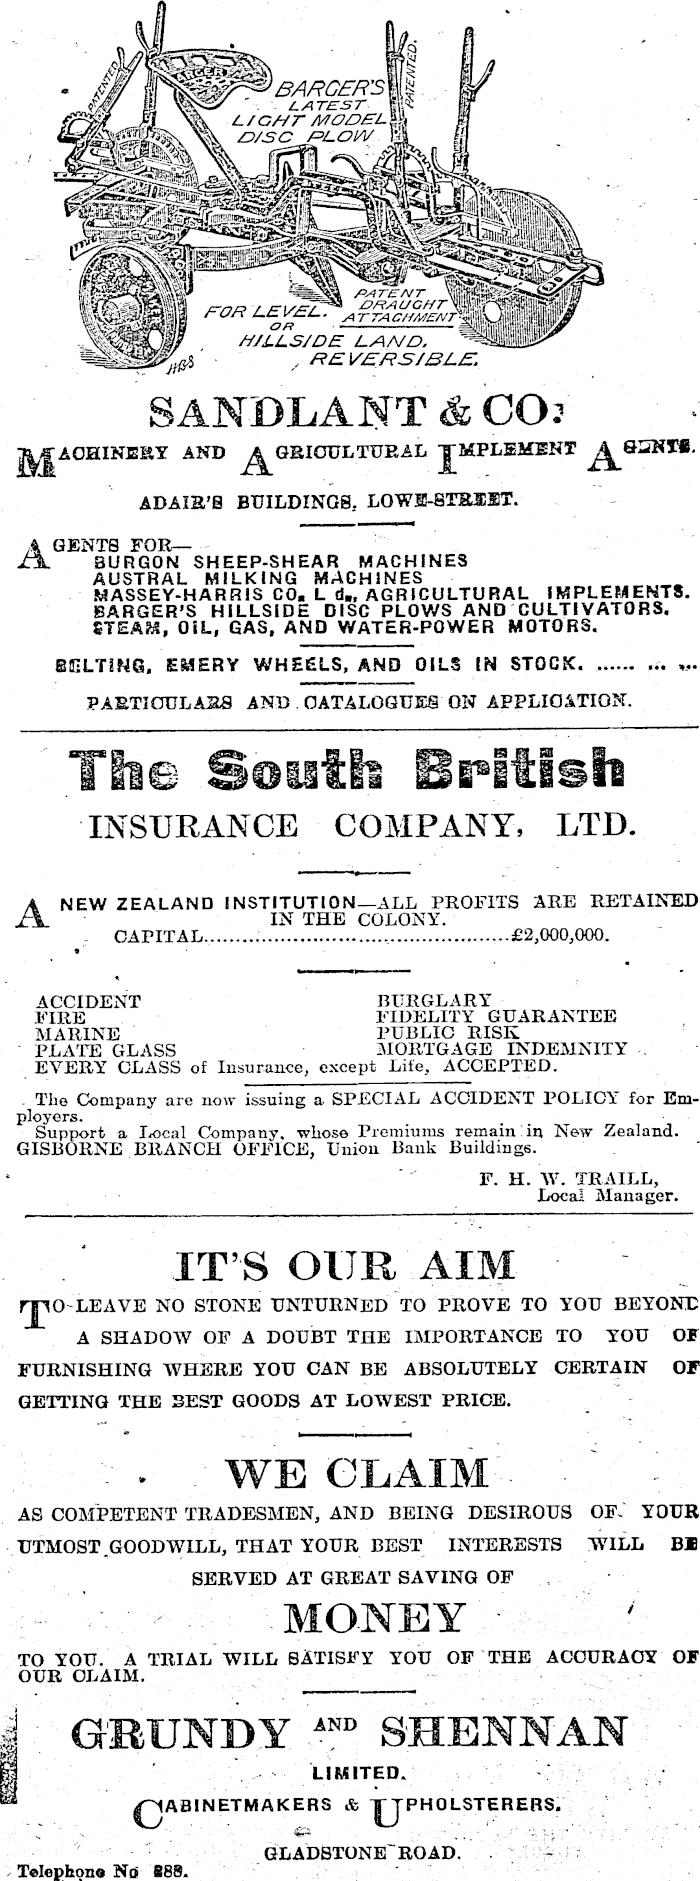 PATENTED.
PATENTED.
BARGER
BARGER'S
LATEST
LIGHT MODEL
DISC PLOW
PATENT
DRAUGHT
ATTACHMENT
FOR LEVEL.
OR
HILLSIDE LAND.
REVERSIBLE.
HBS
SANDLANT & CO.
MACHINERY AND AGRICULTURAL IMPLEMENT AGENTS.
ADAIR'S BUILDINGS, LOWE-STREET.
AGENTS FOR—
BURGON SHEEP-SHEAR MACHINES
AUSTRAL MILKING MACHINES
MASSEY-HARRIS CO. L d., AGRICULTURAL IMPLEMENTS.
BARGER'S HILLSIDE DISC PLOWS AND CULTIVATORS.
STEAM, OIL, GAS, AND WATER-POWER MOTORS.
BELTING, EMERY WHEELS, AND OILS IN STOCK. ...... ... ...
PARTICULARS AND CATALOGUES ON APPLICATION.
The South British
INSURANCE COMPANY, LTD.
A NEW ZEALAND INSTITUTION—ALL PROFITS ARE RETAINED
IN THE COLONY.
CAPITAL................................................£2,000,000.
ACCIDENT BURGLARY
FIRE FIDELITY GUARANTEE
MARINE PUBLIC RISK
PLATE GLASS MORTGAGE INDEMNITY
EVERY CLASS of Insurance, except Life, ACCEPTED.
The Company are now issuing a SPECIAL ACCIDENT POLICY for Em-
ployers.
Support a Local Company, whose Premiums remain in New Zealand.
GISBORNE BRANCH OFFICE, Union Bank Buildings.
F. H. W. TRAILL,
Local Manager.
IT'S OUR AIM
TO LEAVE NO STONE UNTURNED TO PROVE TO YOU BEYOND
A SHADOW OF A DOUBT THE IMPORTANCE TO YOU OF
FURNISHING WHERE YOU CAN BE ABSOLUTELY CERTAIN OF
GETTING THE BEST GOODS AT LOWEST PRICE.
WE CLAIM
AS COMPETENT TRADESMEN, AND BEING DESIROUS OF YOUR
UTMOST GOODWILL, THAT YOUR BEST INTERESTS WILL BE
SERVED AT GREAT SAVING OF
MONEY
TO YOU. A TRIAL WILL SATISFY YOU OF THE ACCURACY OF
OUR CLAIM.
GRUNDY AND SHENNAN
LIMITED.
CABINETMAKERS & UPHOLSTERERS.
GLADSTONE ROAD.
Telephone No 288.